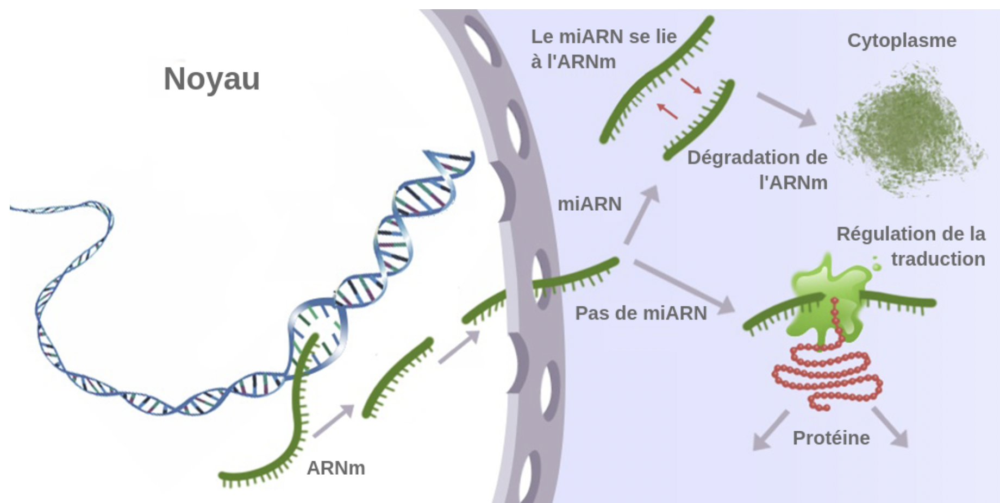 Noyau
Le miARN se lie
à l'ARNm
Cytoplasme
Dégradation de
l'ARNm
miARN
Régulation de la
traduction
Pas de miARN
Protéine
ARNm